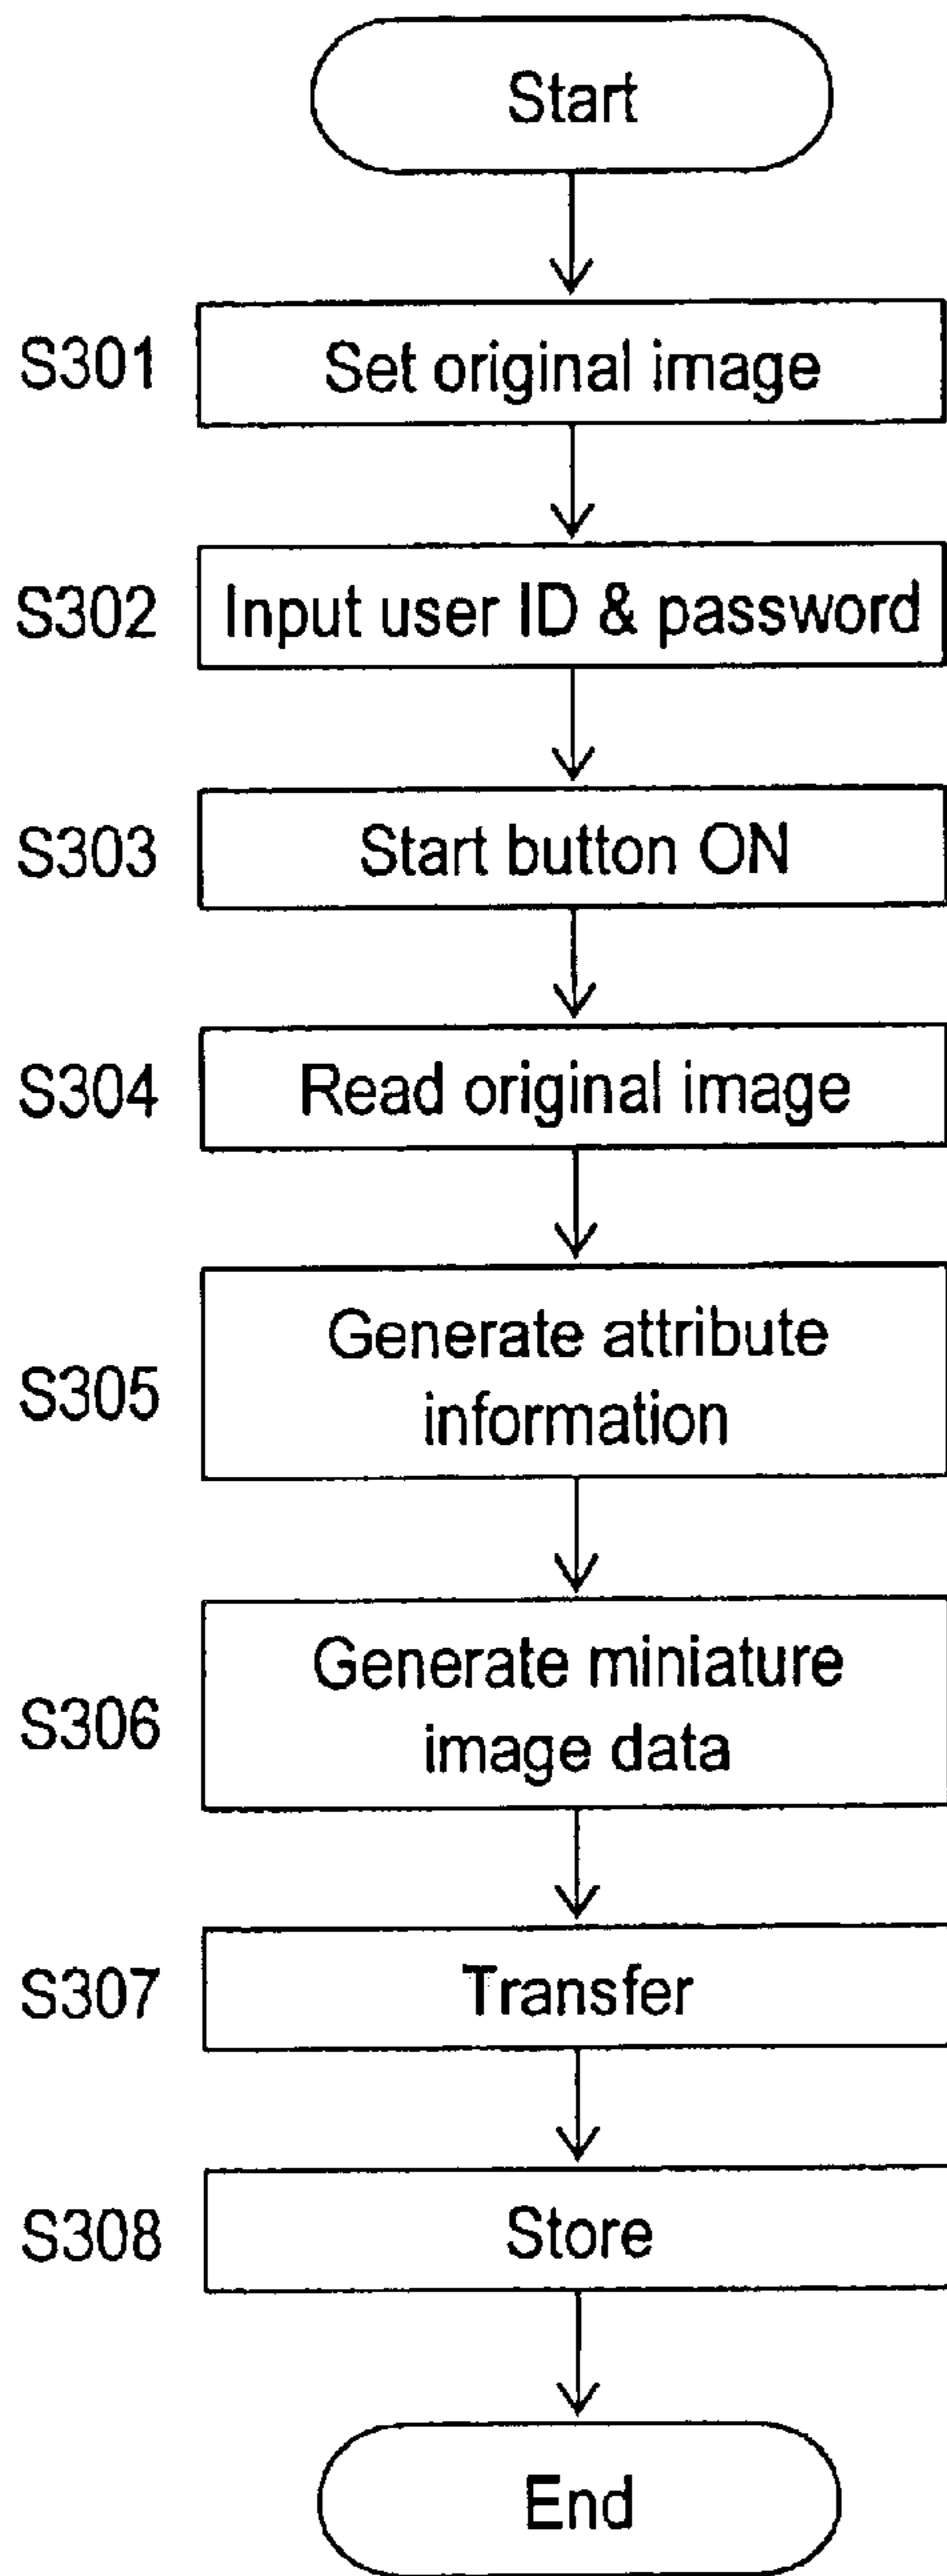 Start
S301 Set original image
S302 Input user ID & password
S303 Start button ON
S304 Read original image
S305 Generate attribute
information
S306 Generate miniature
image data
S307 Transfer
S308 Store
End